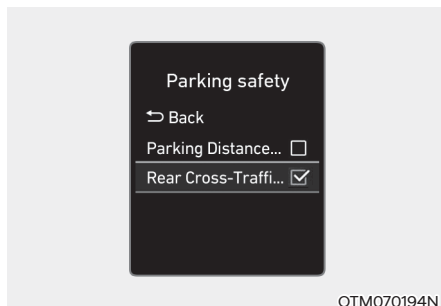 Parking safety
Back
Parking Distance...
Rear Cross-Traffi...
OTM070194N